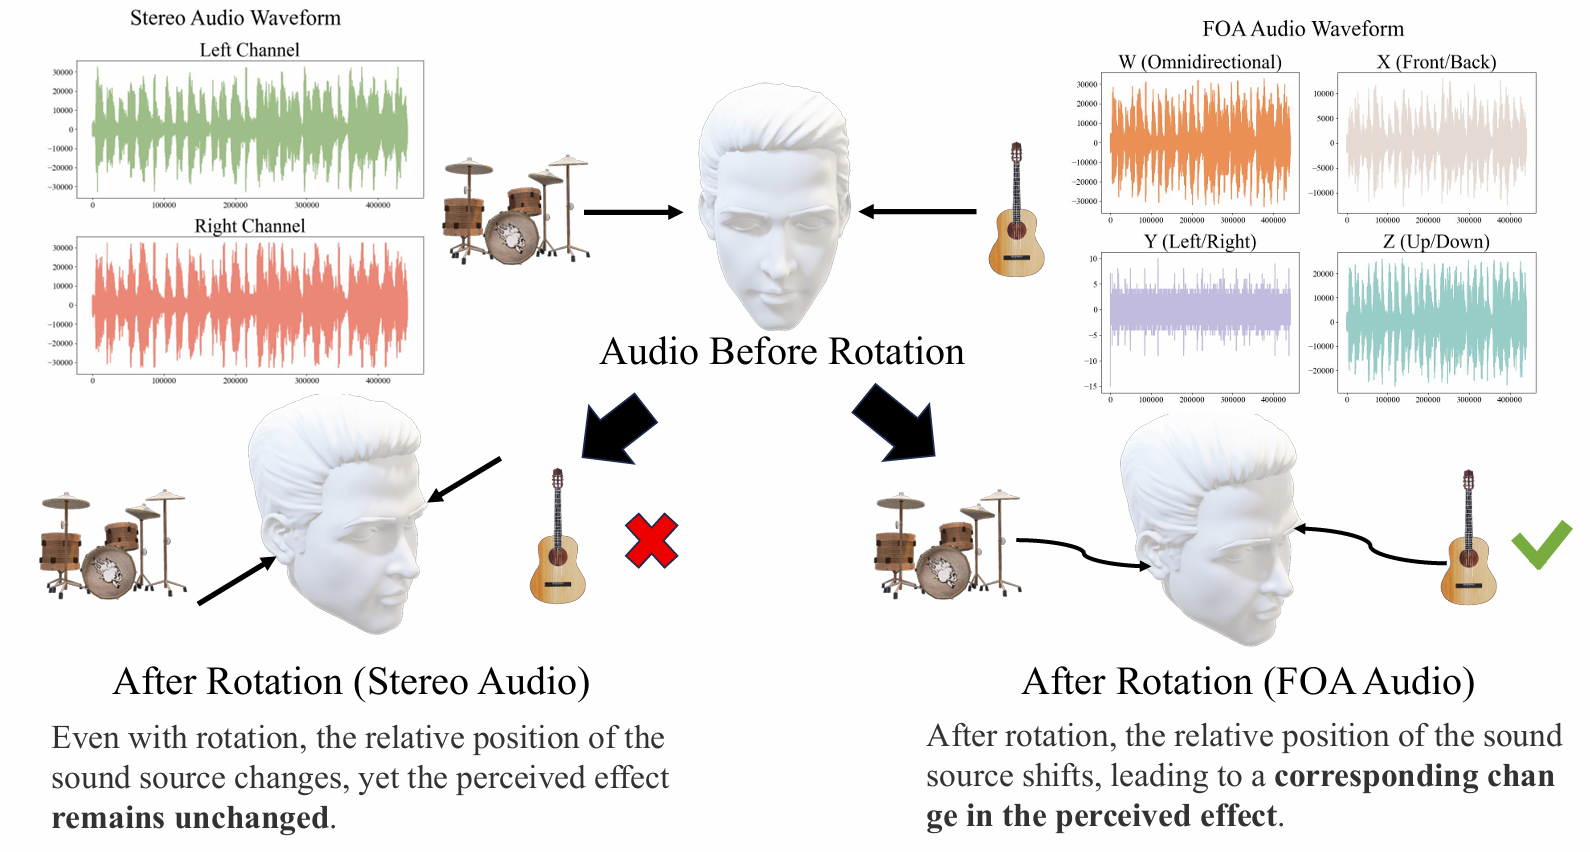 Stereo Audio Waveform
Left Channel
30000
20000
10000
0
−10000
−20000
−30000
0 100000 200000 300000 400000
Right Channel
30000
20000
10000
0
−10000
−20000
−30000
0 100000 200000 300000 400000
FOA Audio Waveform
W (Omnidirectional)
30000
20000
10000
0
−10000
−20000
−30000
0 100000 200000 300000 400000
X (Front/Back)
10000
5000
0
−5000
−10000
0 100000 200000 300000 400000
Y (Left/Right)
10
5
0
−5
−10
−15
0 100000 200000 300000 400000
Z (Up/Down)
20000
10000
0
−10000
−20000
0 100000 200000 300000 400000
Audio Before Rotation
After Rotation (Stereo Audio)
Even with rotation, the relative position of the
sound source changes, yet the perceived effect
remains unchanged.
After Rotation (FOA Audio)
After rotation, the relative position of the sound
source shifts, leading to a corresponding chan
ge in the perceived effect.